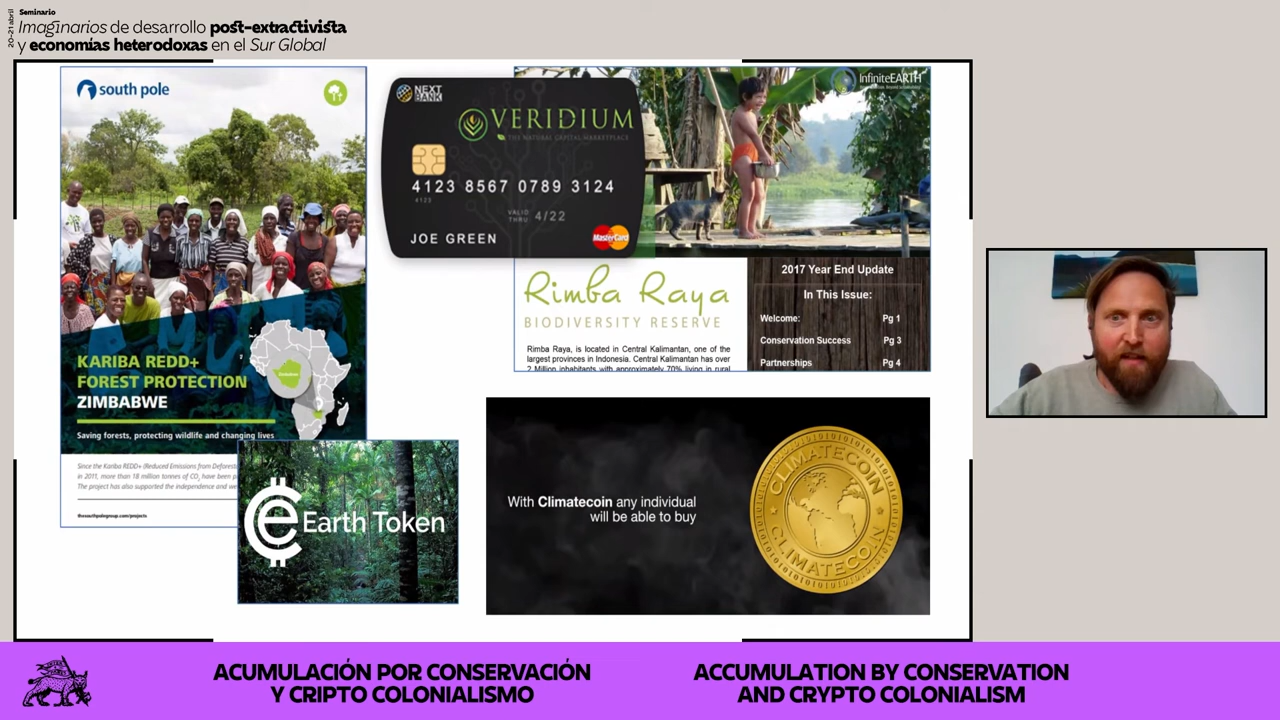 20-21 abril
Seminario
Imaginarios de desarrollo post-extractivista
y economías heterodoxas en el Sur Global
south pole
KARIBA REDD+
FOREST PROTECTION
ZIMBABWE
Saving forests, protecting wildlife and changing lives
Since the Kariba REDD+ (Reduced Emissions from
in 2011, more than 18 million tonnes of CO2 have been
The project has also supported the independence and
thesouthpolegroup.com/projects
Zimbabwe
NEXT
BANK
VERIDIUM
THE NATURAL CAPITAL MARKETPLACE
4123 8567 0789 3124
4123
VALID
THRU 4/22
JOE GREEN
MasterCard
InfiniteEARTH
Rimba Raya
BIODIVERSITY RESERVE
Rimba Raya, is located in Central Kalimantan, one of the
largest provinces in Indonesia. Central Kalimantan has over
2 Million inhabitants with approximately 70% living in rural
2017 Year End Update
In This Issue:
Welcome: Pg 1
Conservation Success Pg 3
Partnerships Pg 4
Earth Token
With Climatecoin any individual
will be able to buy
CLIMATECOIN
CLIMATECOIN
ACUMULACIÓN POR CONSERVACIÓN
Y CRIPTO COLONIALISMO
ACCUMULATION BY CONSERVATION
AND CRYPTO COLONIALISM